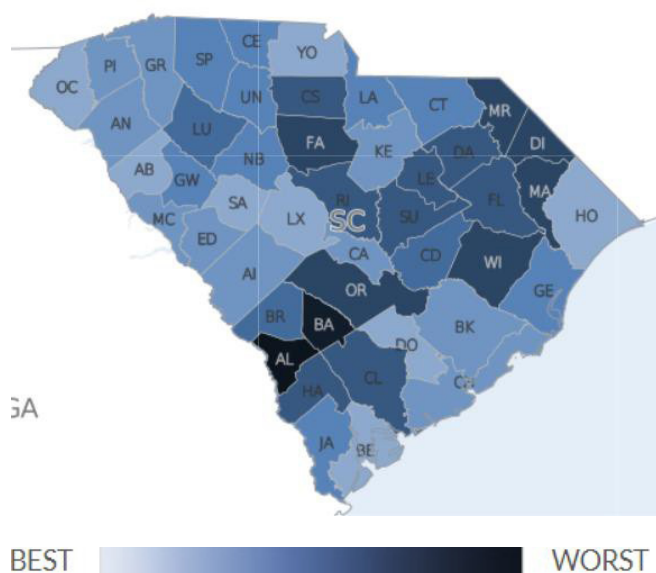 CE
YO
PI
GR
SP
OC
UN
CS
LA
CT
MR
AN
LU
FA
DI
NB
KE
DA
AB
GW
LE
MA
SA
RI
FL
HO
MC
LX
SC
SU
ED
CA
CD
WI
AI
OR
GE
BR
BA
BK
DO
AL
CL
CH
HA
GA
JA
BE
BEST WORST